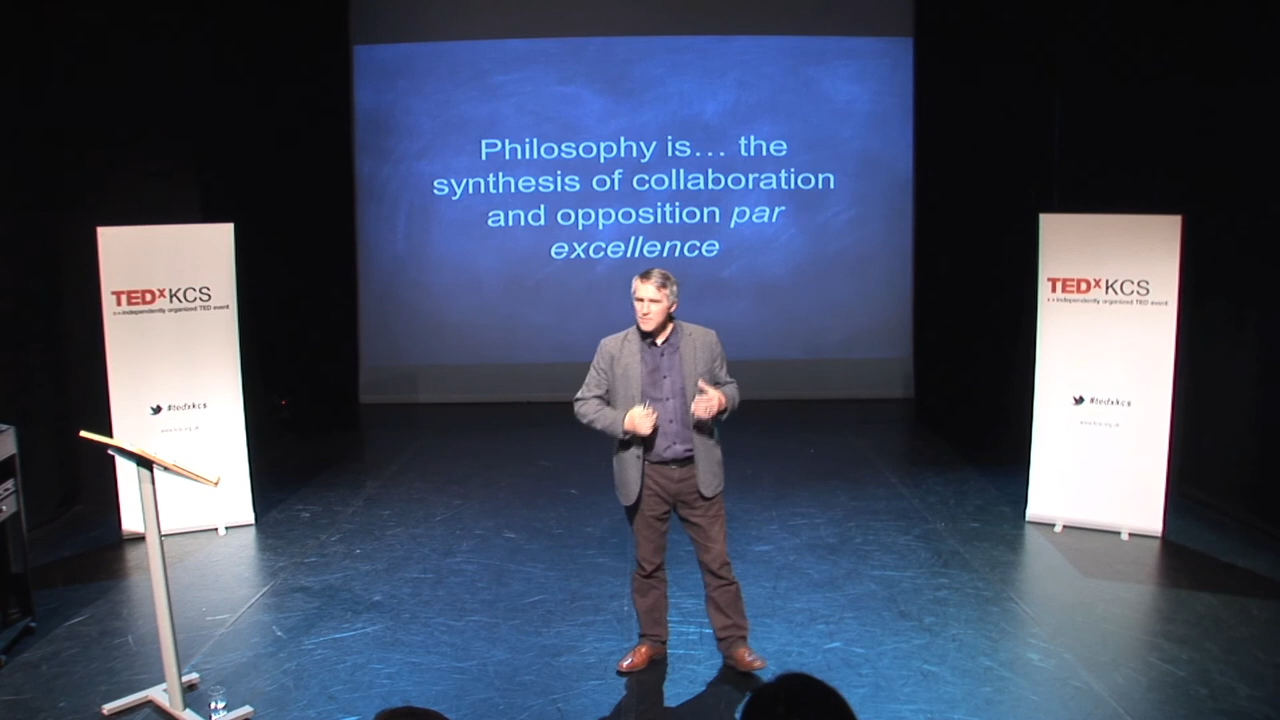 Philosophy is… the
synthesis of collaboration
and opposition par
excellence
TEDxKCS
x = independently organized TED event
#tedxkcs
TEDxKCS
x = independently organized TED event
#tedxkcs